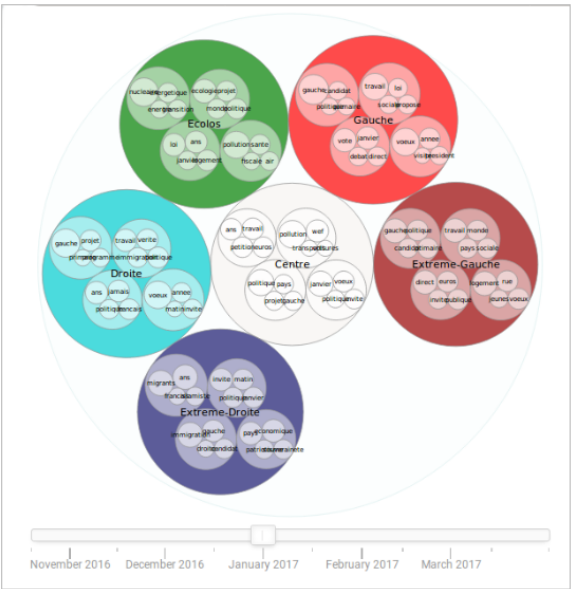 nucleaire energetique
energie transition
ecologie projet
monde politique
Ecolos
loi ans
janvier logement
pollution sante
fiscale air
gauche candidat
politique primaire
travail loi
sociale propose
Gauche
vote janvier
debat direct
voeux annee
visite president
gauche projet
primaire programme
travail verite
immigration politique
Droite
ans jamais
politique francais
voeux annee
matin invite
ans travail
petition euros
pollution wef
transports
Centre
politique pays
projet gauche
janvier voeux
politique invite
gauche politique
candidat primaire
travail monde
pays sociale
Extreme-Gauche
direct euros
invite publique
logement rue
jeunes voeux
migrants ans
francais islamiste
invite matin
politique janvier
Extreme-Droite
immigration gauche
droite candidat
pays economique
patriotisme souverainete
November 2016 December 2016 January 2017 February 2017 March 2017